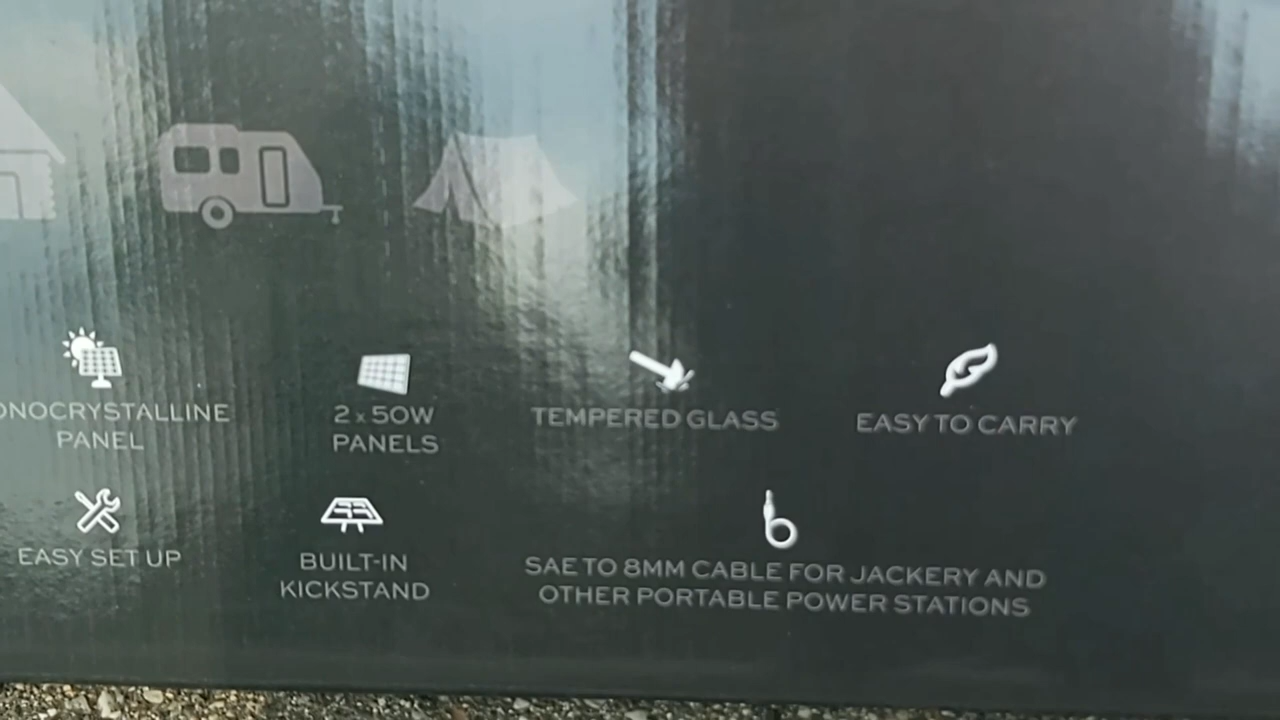 ONOCRYSTALLINE
PANEL
2 x 50W
PANELS
TEMPERED GLASS
EASY TO CARRY
EASY SET UP
BUILT-IN
KICKSTAND
SAE TO 8MM CABLE FOR JACKERY AND
OTHER PORTABLE POWER STATIONS